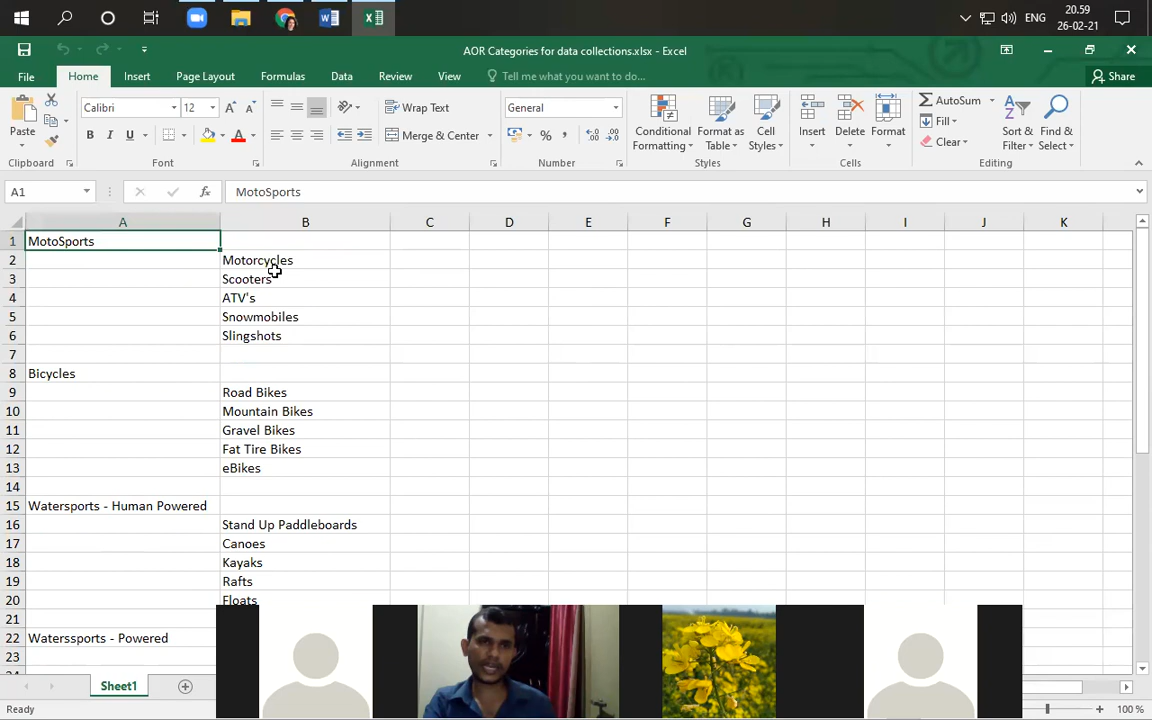 20.59
ENG
26-02-21
AOR Categories for data collections.xlsx - Excel
File Home Insert Page Layout Formulas Data Review View Tell me what you want to do... Share
Paste
Calibri 12
B I U A
Wrap Text
Merge & Center
General
% ,
Conditional Formatting
Format as Table
Cell Styles
Insert
Delete
Format
AutoSum
Fill
Clear
Sort & Filter
Find & Select
Clipboard Font Alignment Number Styles Cells Editing
A1 fx MotoSports
A B C D E F G H I J K
1 MotoSports
2 Motorcycles
3 Scooters
4 ATV's
5 Snowmobiles
6 Slingshots
7
8 Bicycles
9 Road Bikes
10 Mountain Bikes
11 Gravel Bikes
12 Fat Tire Bikes
13 eBikes
14
15 Watersports - Human Powered
16 Stand Up Paddleboards
17 Canoes
18 Kayaks
19 Rafts
20 Floats
21
22 Waterssports - Powered
23
Sheet1
Ready
100 %